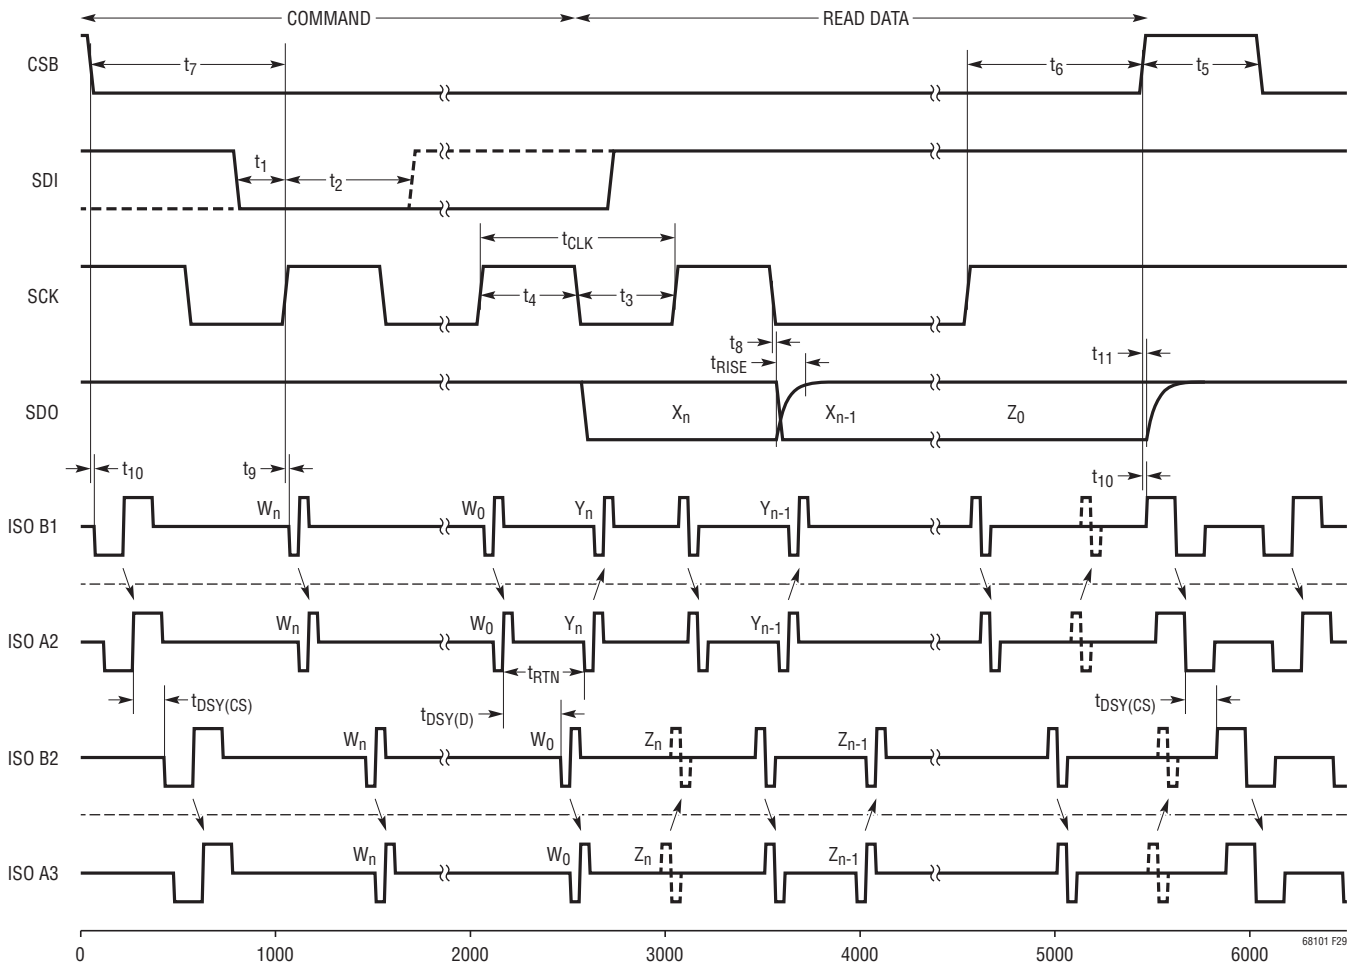 COMMAND READ DATA
CSB t7 t6 t5
SDI t1 t2
tCLK
SCK t4 t3
t8
tRISE t11
SDO Xn Xn-1 Z0
t10 t9 t10
ISO B1 Wn W0 Yn Yn-1
ISO A2 Wn W0 Yn Yn-1
tRTN
tDSY(CS) tDSY(D) tDSY(CS)
ISO B2 Wn W0 Zn Zn-1
ISO A3 Wn W0 Zn Zn-1
0 1000 2000 3000 4000 5000 6000
68101 F29